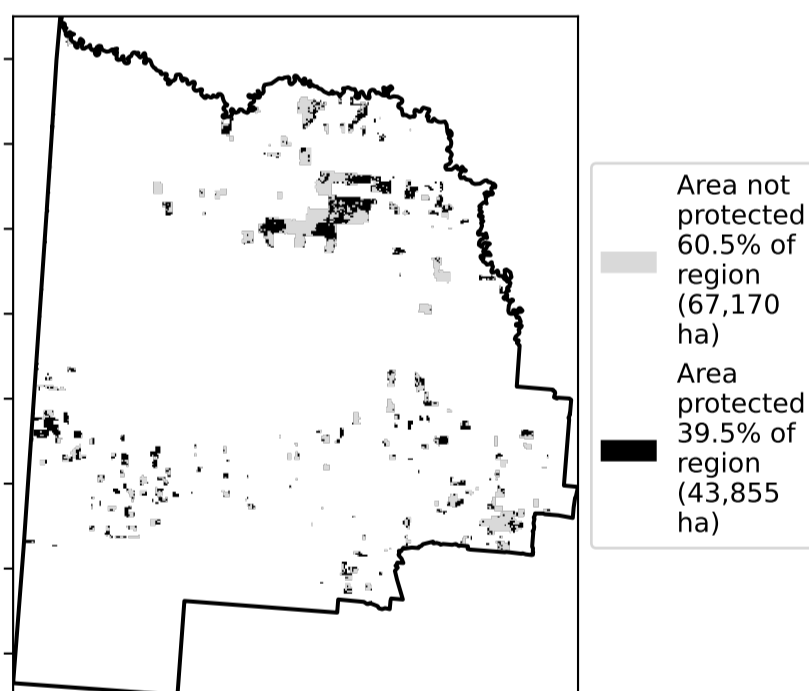 Area not
protected
60.5% of
region
(67,170
ha)
Area
protected
39.5% of
region
(43,855
ha)